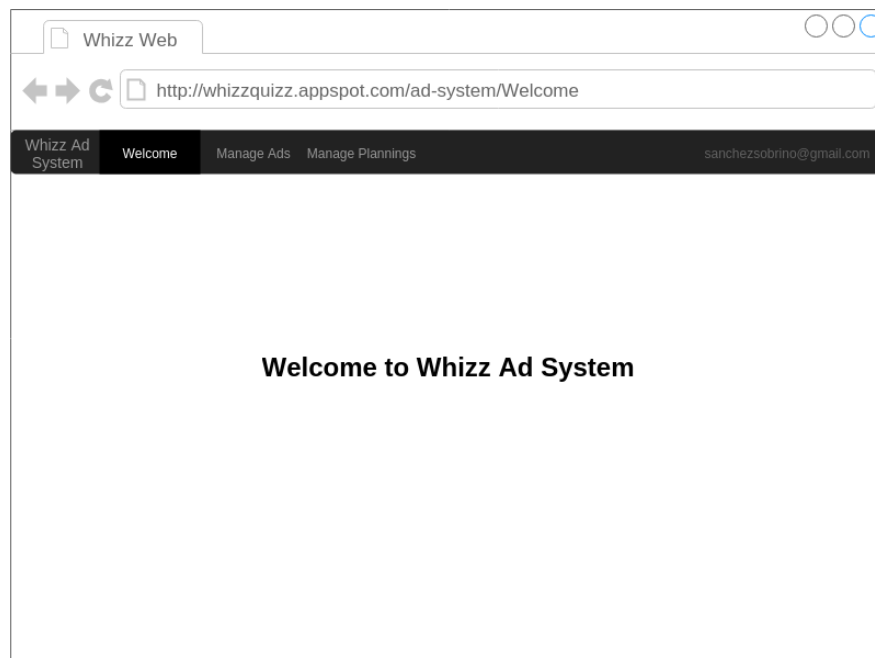 Whizz Web
http://whizzquizz.appspot.com/ad-system/Welcome
Whizz Ad
System
Welcome
Manage Ads
Manage Plannings
sanchezsobrino@gmail.com
Welcome to Whizz Ad System